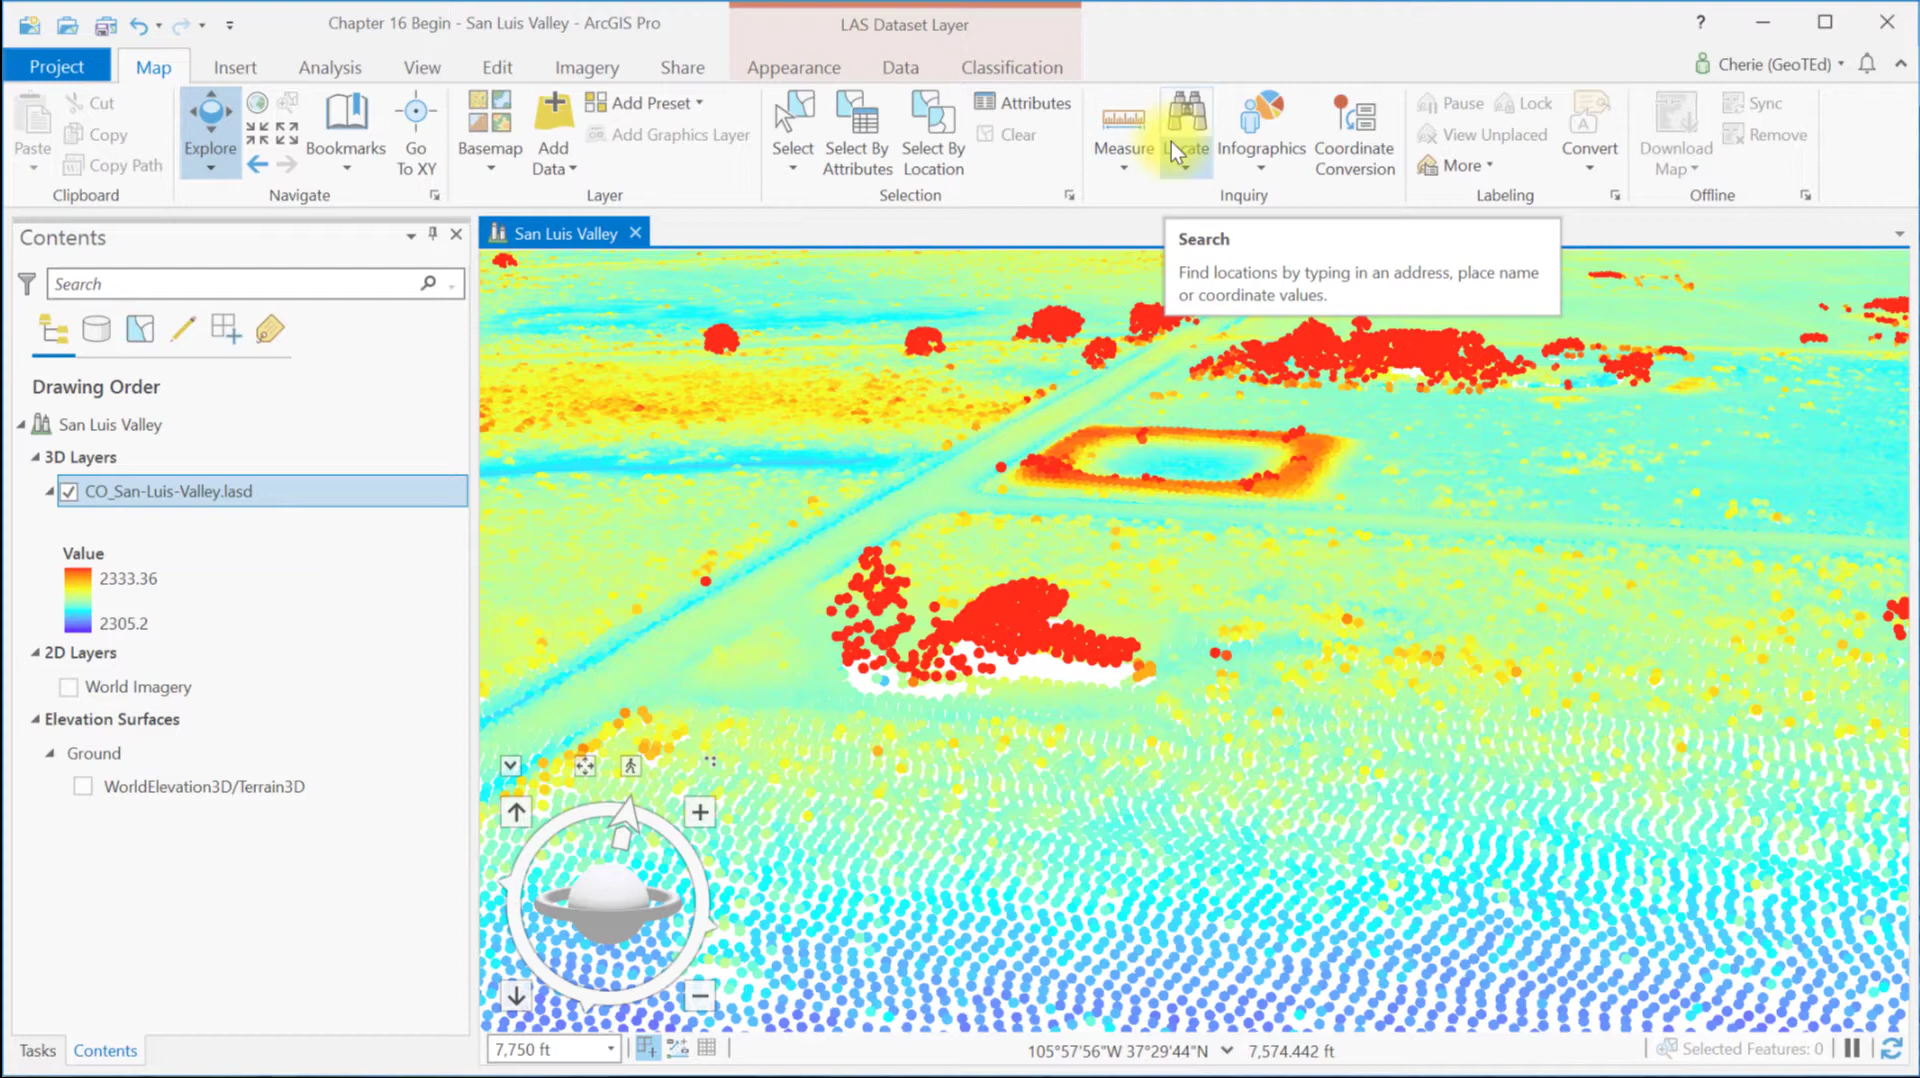 Chapter 16 Begin - San Luis Valley - ArcGIS Pro
LAS Dataset Layer
?
Project Map Insert Analysis View Edit Imagery Share Appearance Data Classification
Cherie (GeoTEd)
Paste
Cut
Copy
Copy Path
Clipboard
Explore
Bookmarks
Go
To XY
Navigate
Basemap
Add
Data
Add Preset
Add Graphics Layer
Layer
Select
Select By
Attributes
Select By
Location
Attributes
Clear
Selection
Measure
Locate
Infographics
Coordinate
Conversion
Inquiry
Pause
Lock
View Unplaced
More
Convert
Labeling
Download
Map
Sync
Remove
Offline
Contents
Search
Drawing Order
San Luis Valley
3D Layers
CO_San-Luis-Valley.lasd
Value
2333.36
2305.2
2D Layers
World Imagery
Elevation Surfaces
Ground
WorldElevation3D/Terrain3D
Tasks Contents
San Luis Valley
Search
Find locations by typing in an address, place name
or coordinate values.
7,750 ft
105°57'56"W 37°29'44"N
7,574.442 ft
Selected Features: 0